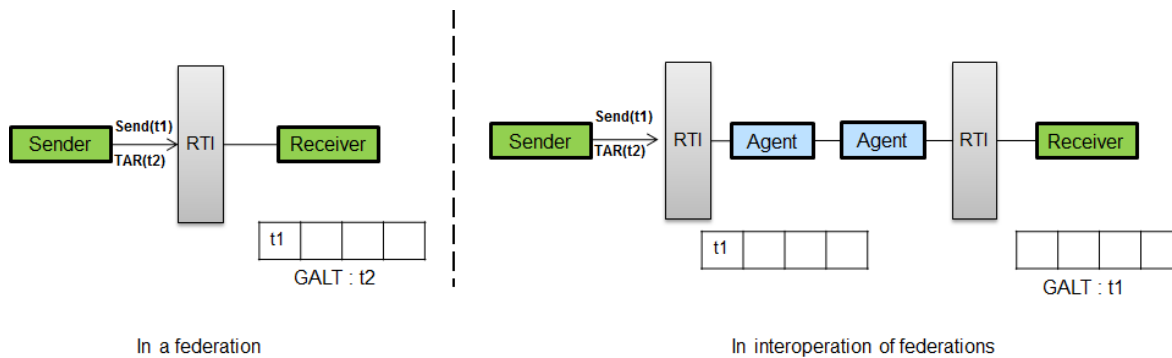 Send(t1)
Sender
TAR(t2)
RTI
Receiver
t1
GALT : t2
In a federation
Send(t1)
Sender
TAR(t2)
RTI
Agent
Agent
RTI
Receiver
t1
GALT : t1
In interoperation of federations